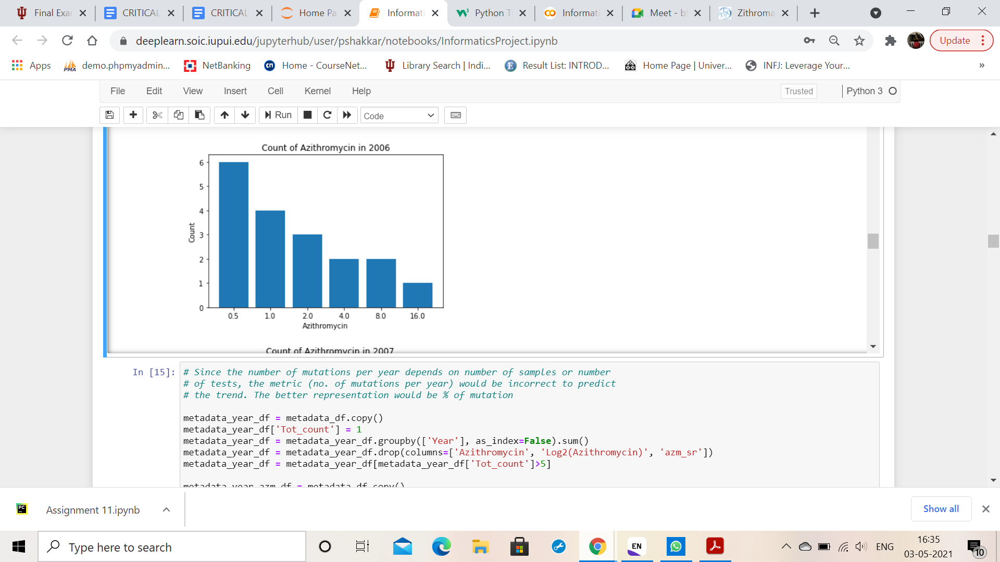 Final Exa
CRITICAL
CRITICAL
Home Pa
Informati
Python T
Informati
Meet - b
Zithroma
deeplearn.soic.iupui.edu/jupyterhub/user/pshakkar/notebooks/InformaticsProject.ipynb
Update
Apps
PMA demo.phpmyadmin...
NetBanking
cn Home - CourseNet...
Library Search | Indi...
Result List: INTROD...
Home Page | Univer...
INFJ: Leverage Your...
»
File Edit View Insert Cell Kernel Help
Trusted
Python 3
Run
Code
Count of Azithromycin in 2006
6
5
4
3
2
1
0
Count
0.5 1.0 2.0 4.0 8.0 16.0
Azithromycin
Count of Azithromycin in 2007
In [15]:
# Since the number of mutations per year depends on number of samples or number
# of tests, the metric (no. of mutations per year) would be incorrect to predict
# the trend. The better representation would be % of mutation
metadata_year_df = metadata_df.copy()
metadata_year_df['Tot_count'] = 1
metadata_year_df = metadata_year_df.groupby(['Year'], as_index=False).sum()
metadata_year_df = metadata_year_df.drop(columns=['Azithromycin', 'Log2(Azithromycin)', 'azm_sr'])
metadata_year_df = metadata_year_df[metadata_year_df['Tot_count']>5]
metadata_year_azm_df = metadata_df.copy()
PC
Assignment 11.ipynb
Show all
Type here to search
EN
ENG
16:35
03-05-2021
10